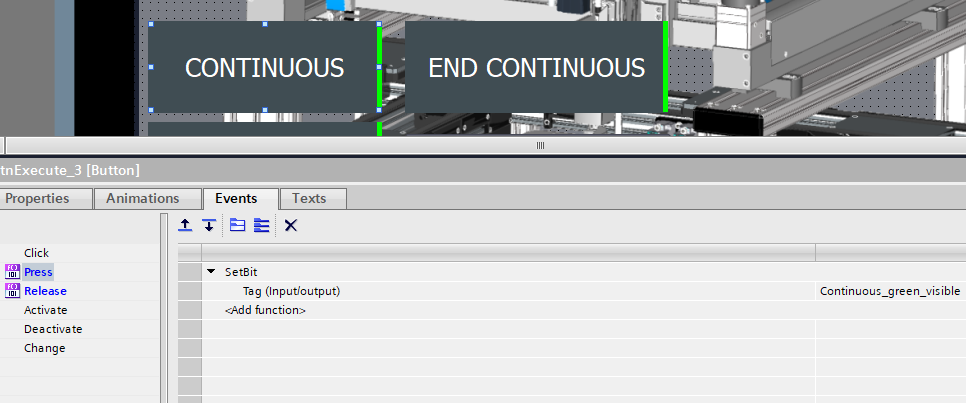 CONTINUOUS END CONTINUOUS
tnExecute_3 [Button]
Properties Animations Events Texts
Click
Press
Release
Activate
Deactivate
Change
SetBit
Tag (Input/output) Continuous_green_visible
<Add function>